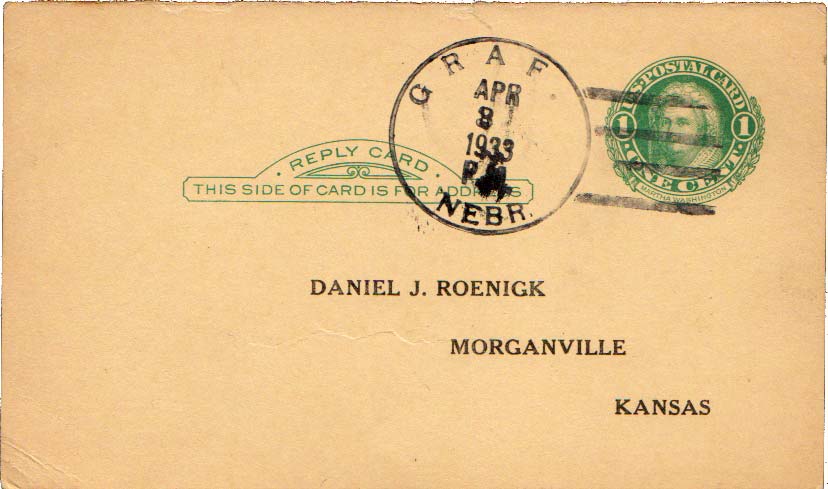 GRAF.
APR
8
1933
NEBR.
U.S. POSTAL CARD
1 1
ONE CENT.
MARTHA WASHINGTON
REPLY CARD
THIS SIDE OF CARD IS FOR ADDRESS
DANIEL J. ROENIGK
MORGANVILLE
KANSAS